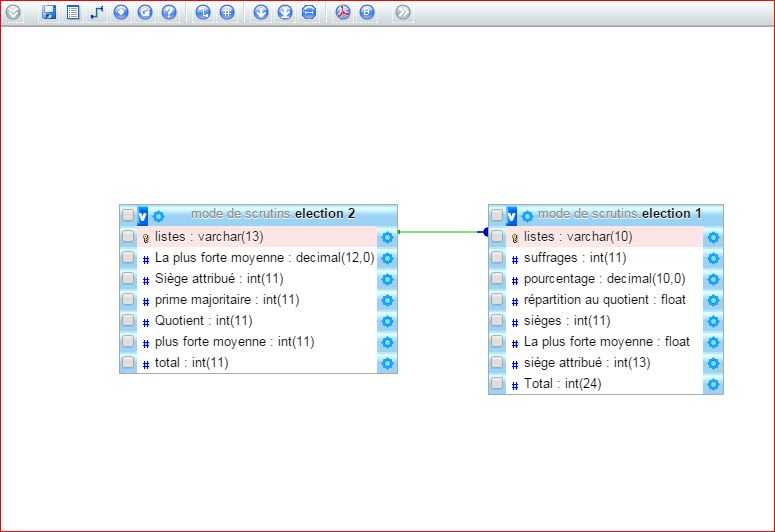 mode de scrutins election 2
listes : varchar(13)
La plus forte moyenne : decimal(12,0)
Siège attribué : int(11)
prime majoritaire : int(11)
Quotient : int(11)
plus forte moyenne : int(11)
total : int(11)
mode de scrutins election 1
listes : varchar(10)
suffrages : int(11)
pourcentage : decimal(10,0)
répartition au quotient : float
sièges : int(11)
La plus forte moyenne : float
siège attribué : int(13)
Total : int(24)